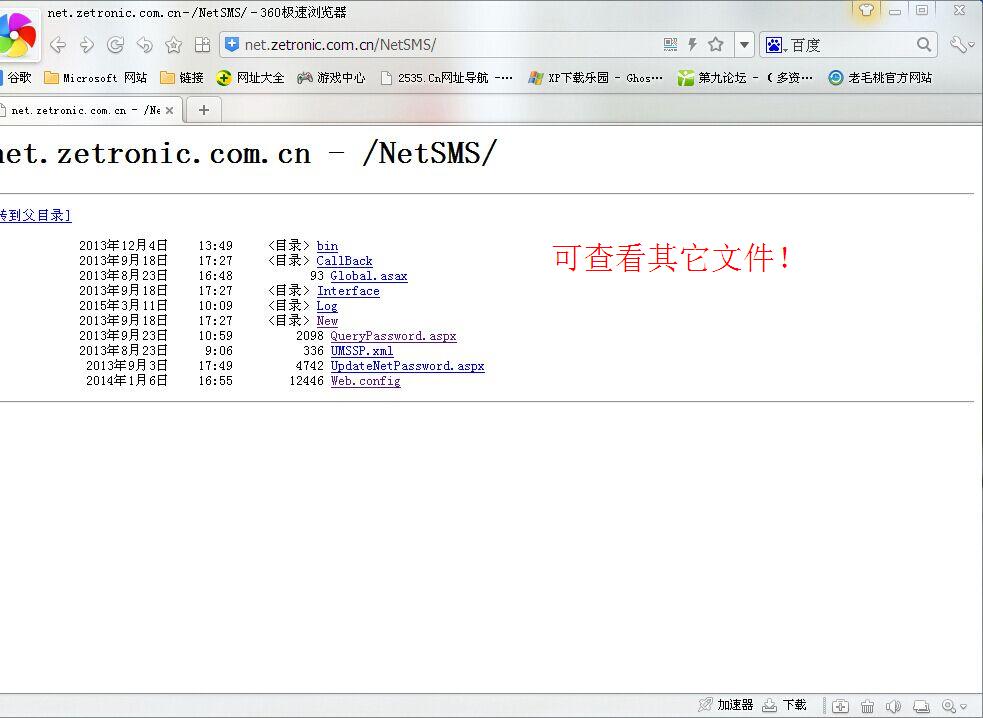 net.zetronic.com.cn-/NetSMS/ - 360极速浏览器
net.zetronic.com.cn/NetSMS/
百度
谷歌 Microsoft 网站 链接 网址大全 游戏中心 2535.Cn网址导航 -… XP下载乐园 - Ghos… 第九论坛 - (多资… 老毛桃官方网站
net.zetronic.com.cn - /Ne
net.zetronic.com.cn - /NetSMS/
转到父目录]
2013年12月4日 13:49 <目录> bin
2013年9月18日 17:27 <目录> CallBack
2013年8月23日 16:48 93 Global.asax
2013年9月18日 17:27 <目录> Interface
2015年3月11日 10:09 <目录> Log
2013年9月18日 17:27 <目录> New
2013年9月23日 10:59 2098 QueryPassword.aspx
2013年8月23日 9:06 336 UMSSP.xml
2013年9月3日 17:49 4742 UpdateNetPassword.aspx
2014年1月6日 16:55 12446 Web.config
可查看其它文件!
加速器 下载